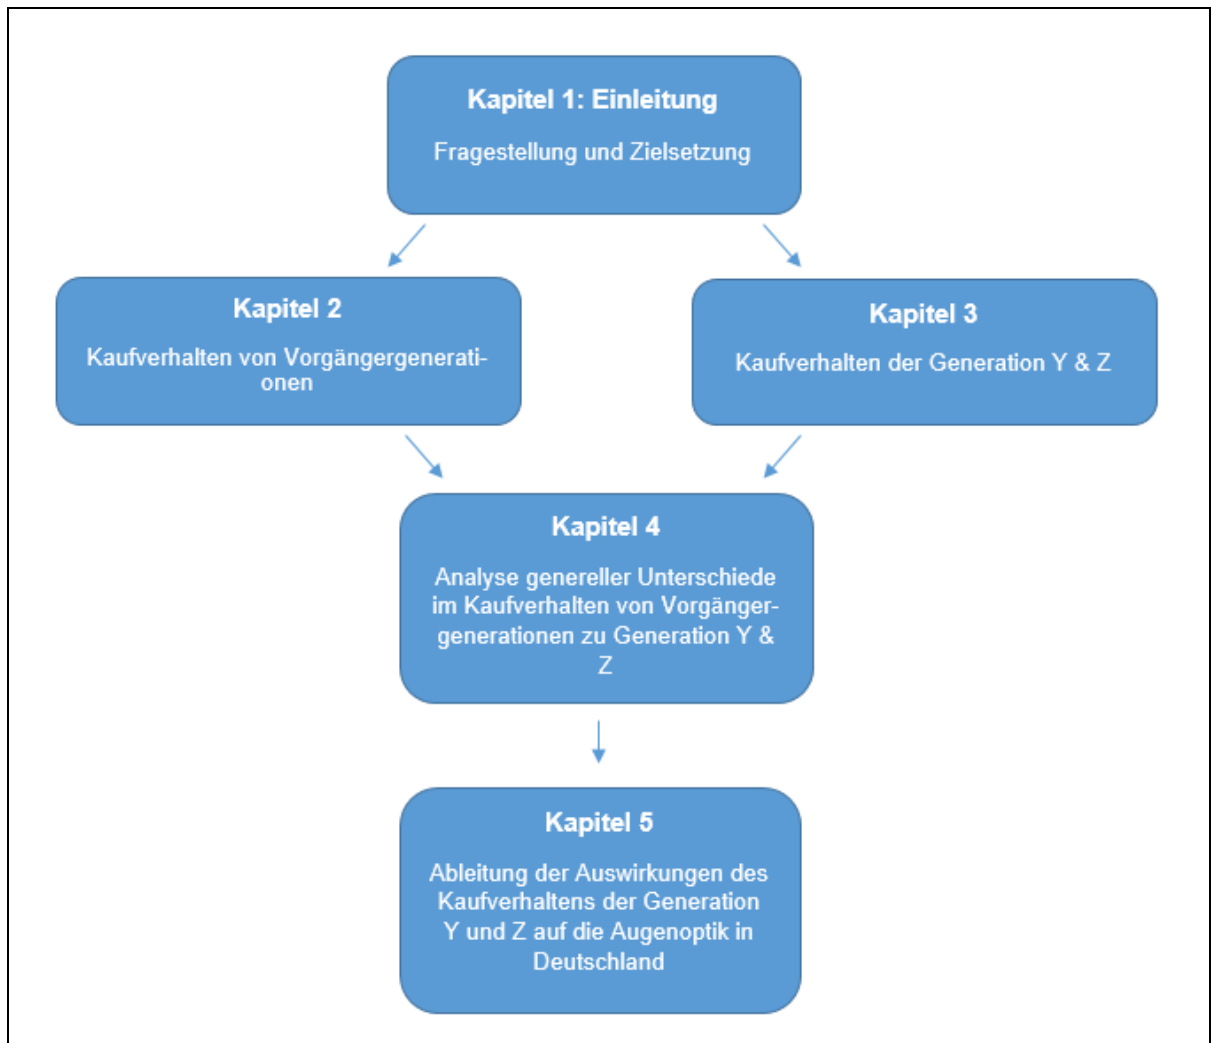 Kapitel 1: Einleitung
Fragestellung und Zielsetzung
Kapitel 2
Kaufverhalten von Vorgängergenerati-
onen
Kapitel 3
Kaufverhalten der Generation Y & Z
Kapitel 4
Analyse genereller Unterschiede
im Kaufverhalten von Vorgänger-
generationen zu Generation Y &
Z
Kapitel 5
Ableitung der Auswirkungen des
Kaufverhaltens der Generation
Y und Z auf die Augenoptik in
Deutschland